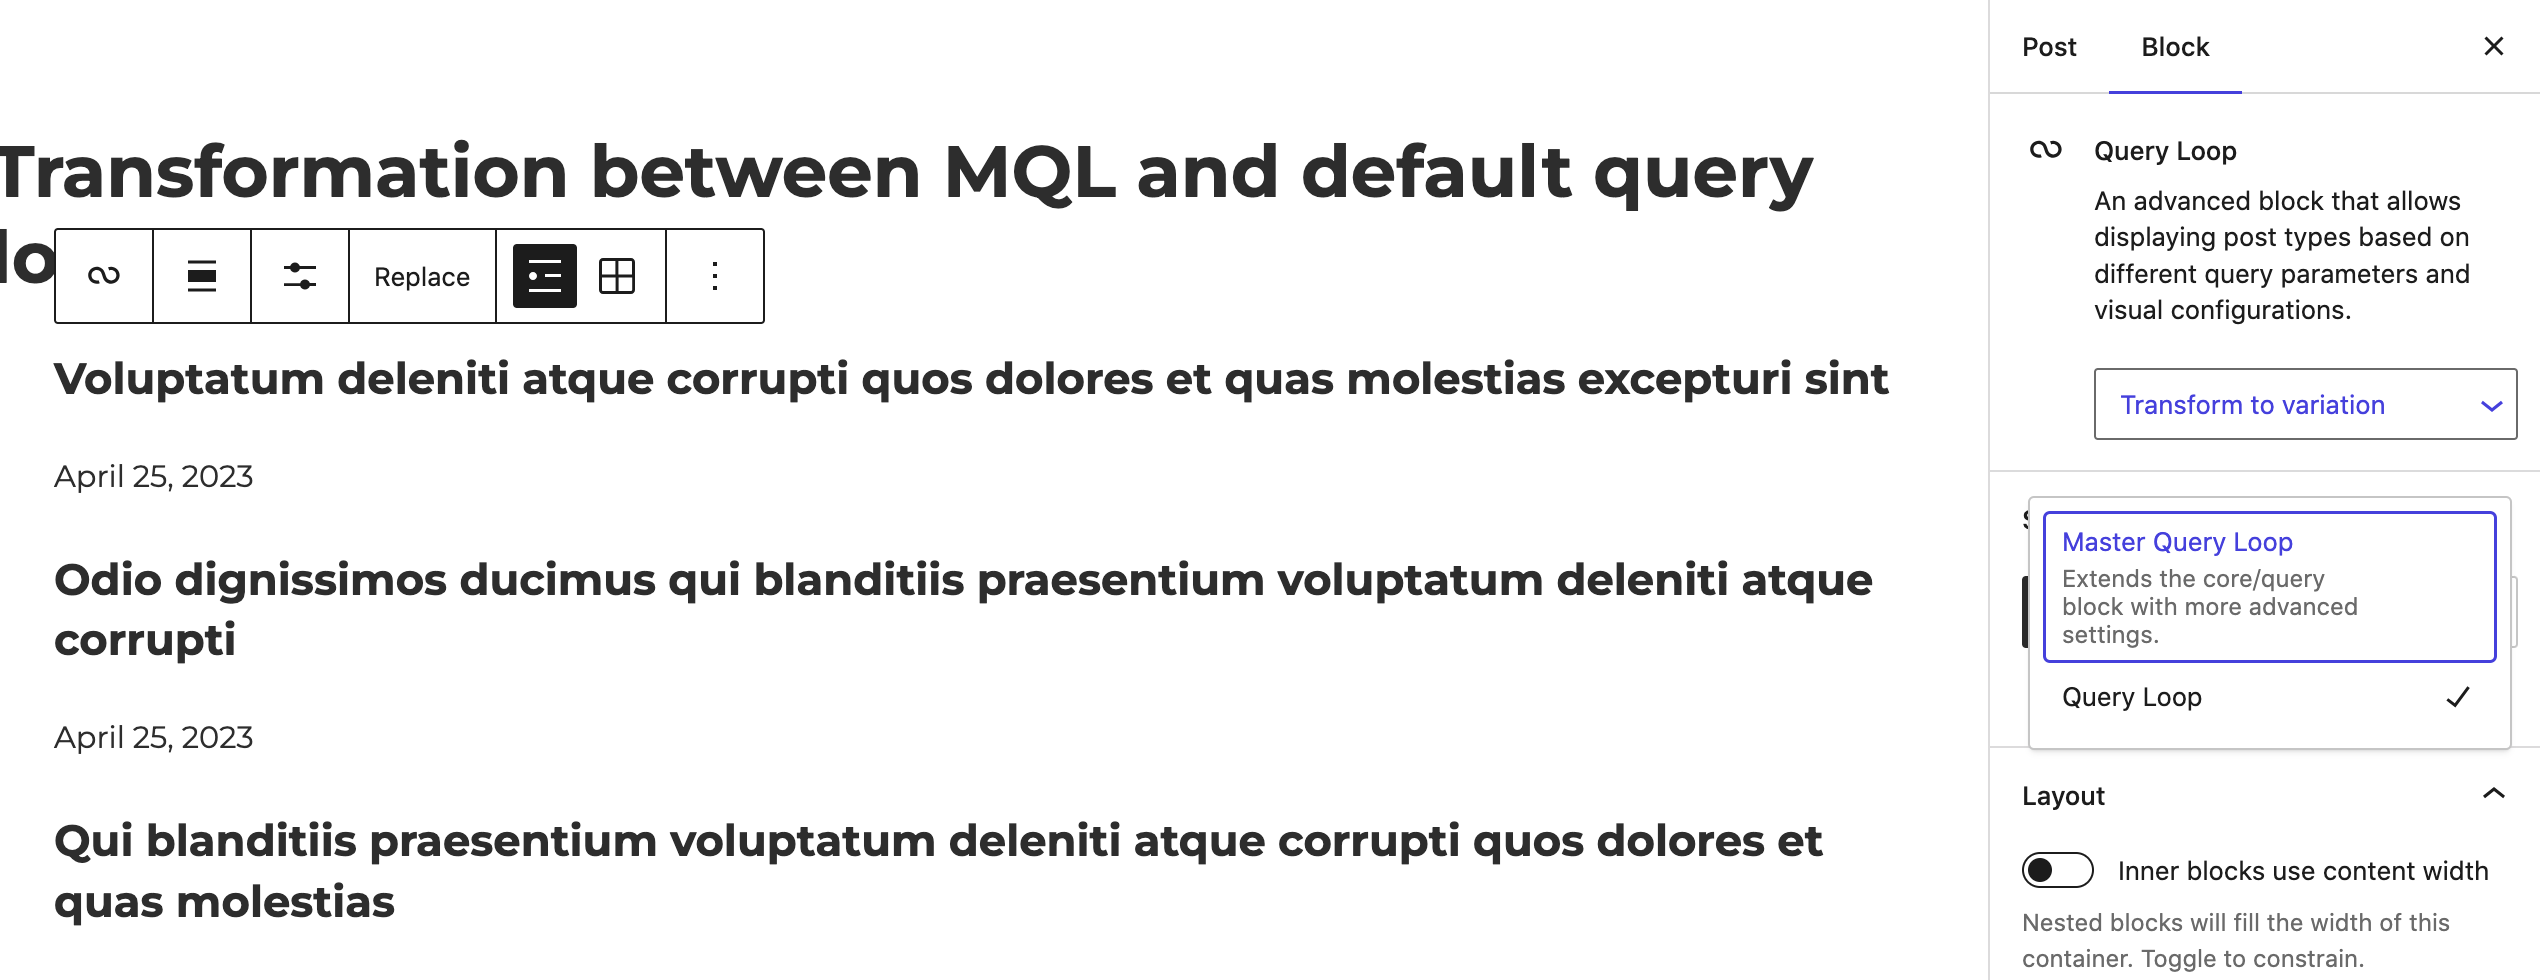 Transformation between MQL and default query
lo
Replace
Voluptatum deleniti atque corrupti quos dolores et quas molestias excepturi sint
April 25, 2023
Odio dignissimos ducimus qui blanditiis praesentium voluptatum deleniti atque
corrupti
April 25, 2023
Qui blanditiis praesentium voluptatum deleniti atque corrupti quos dolores et
quas molestias
Post
Block
Query Loop
An advanced block that allows
displaying post types based on
different query parameters and
visual configurations.
Transform to variation
Master Query Loop
Extends the core/query
block with more advanced
settings.
Query Loop
Layout
Inner blocks use content width
Nested blocks will fill the width of this
container. Toggle to constrain.